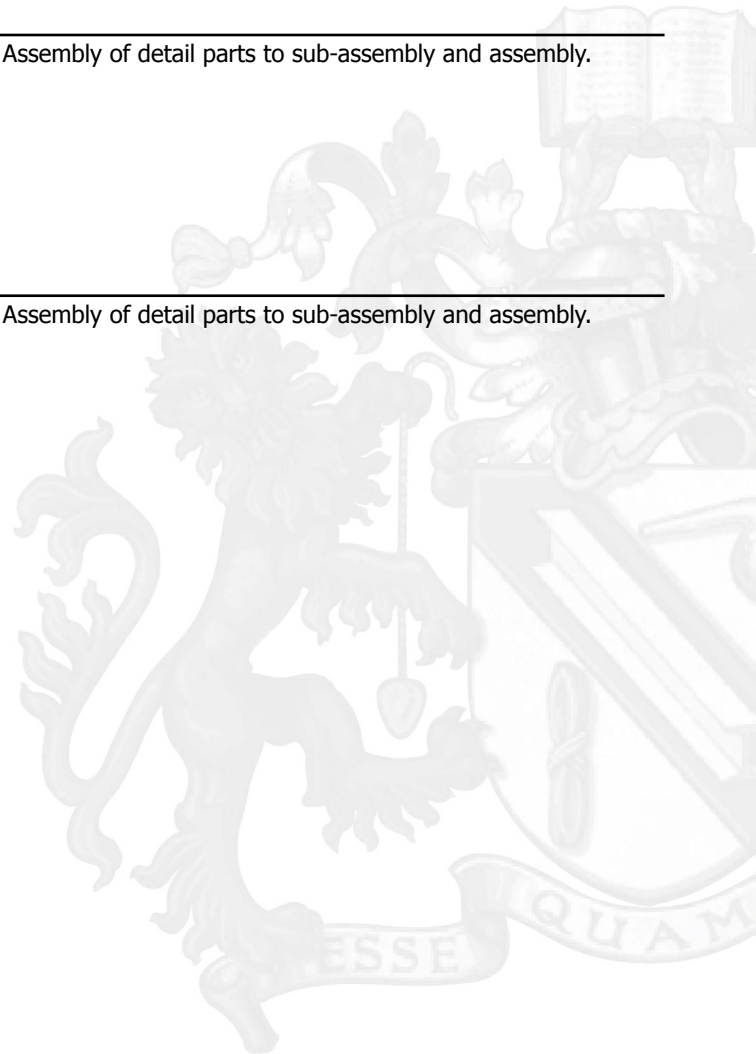 Assembly of detail parts to sub-assembly and assembly.
Assembly of detail parts to sub-assembly and assembly.
ESSE
QUAM